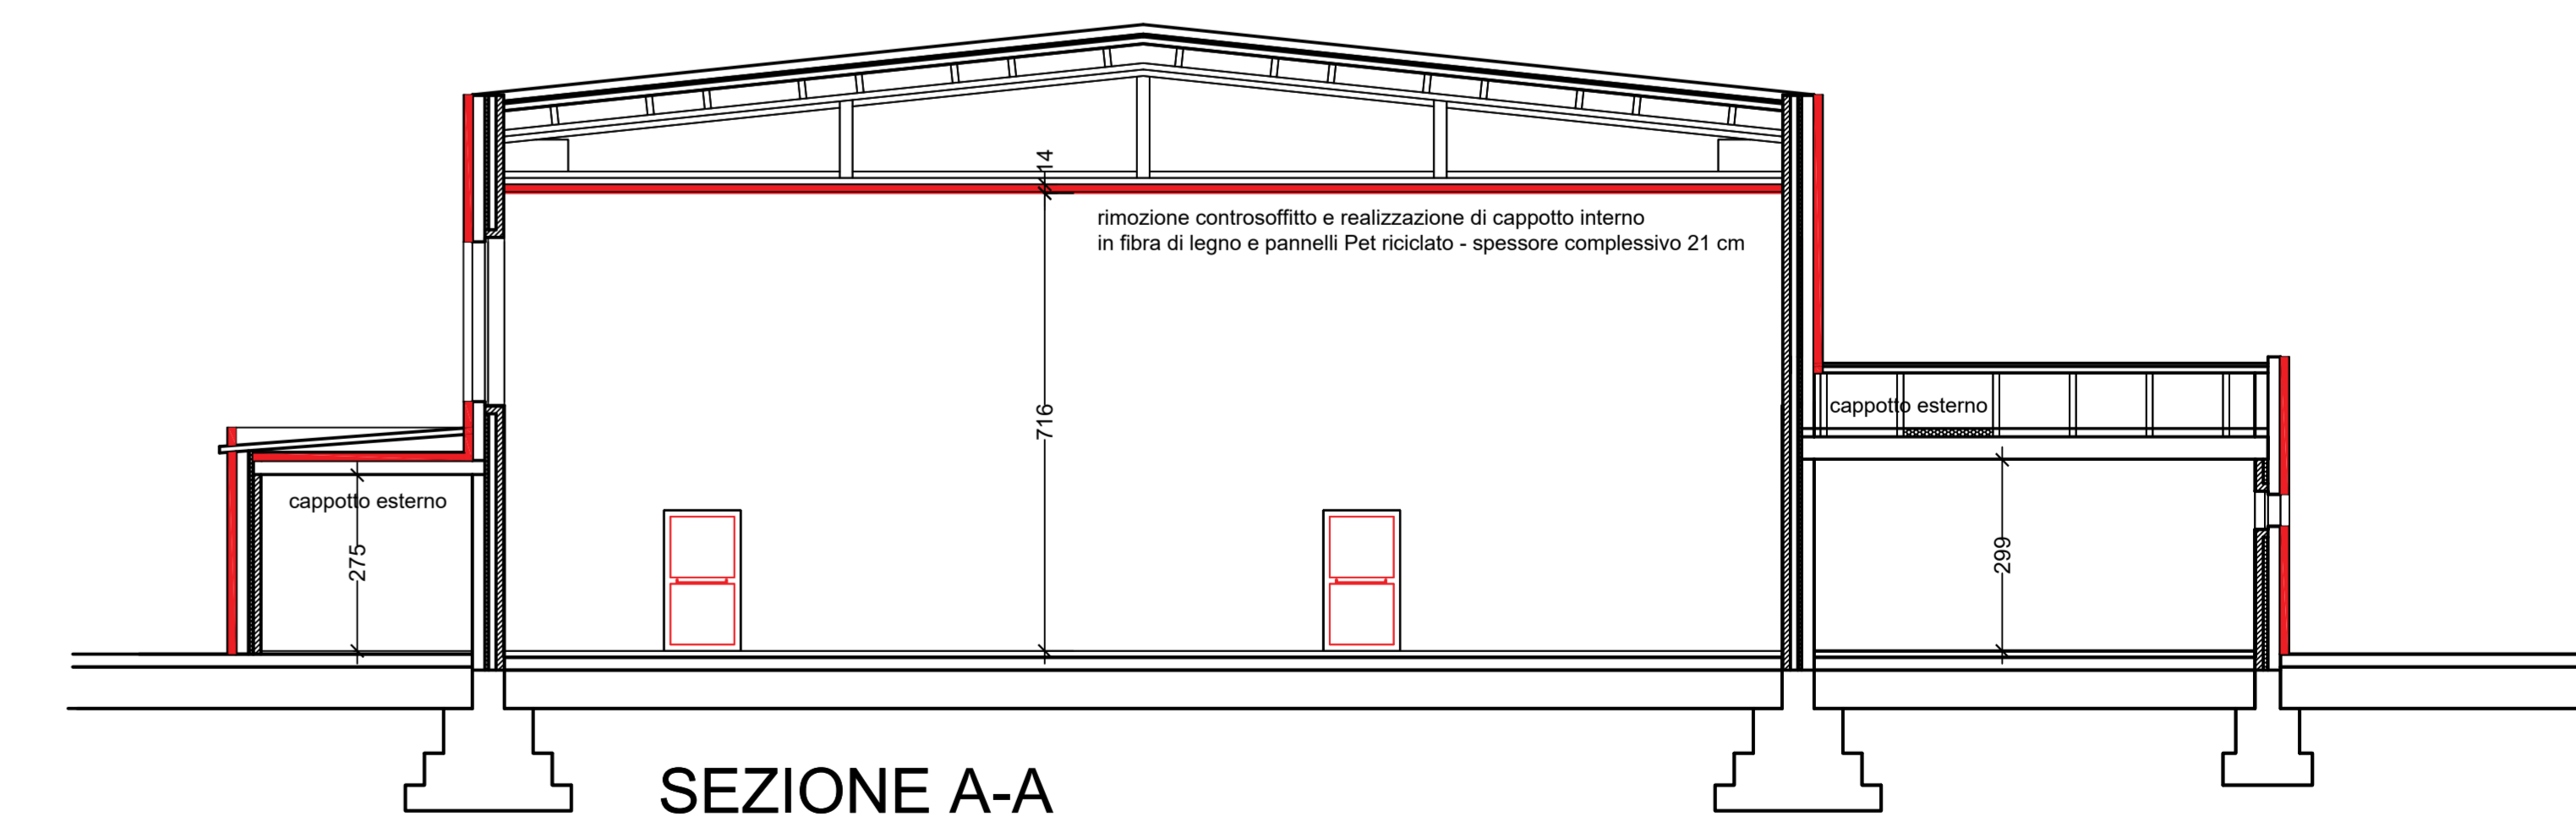 14
rimozione controsoffitto e realizzazione di cappotto interno
in fibra di legno e pannelli Pet riciclato - spessore complessivo 21 cm
716
cappotto esterno
cappotto esterno
275
299
SEZIONE A-A